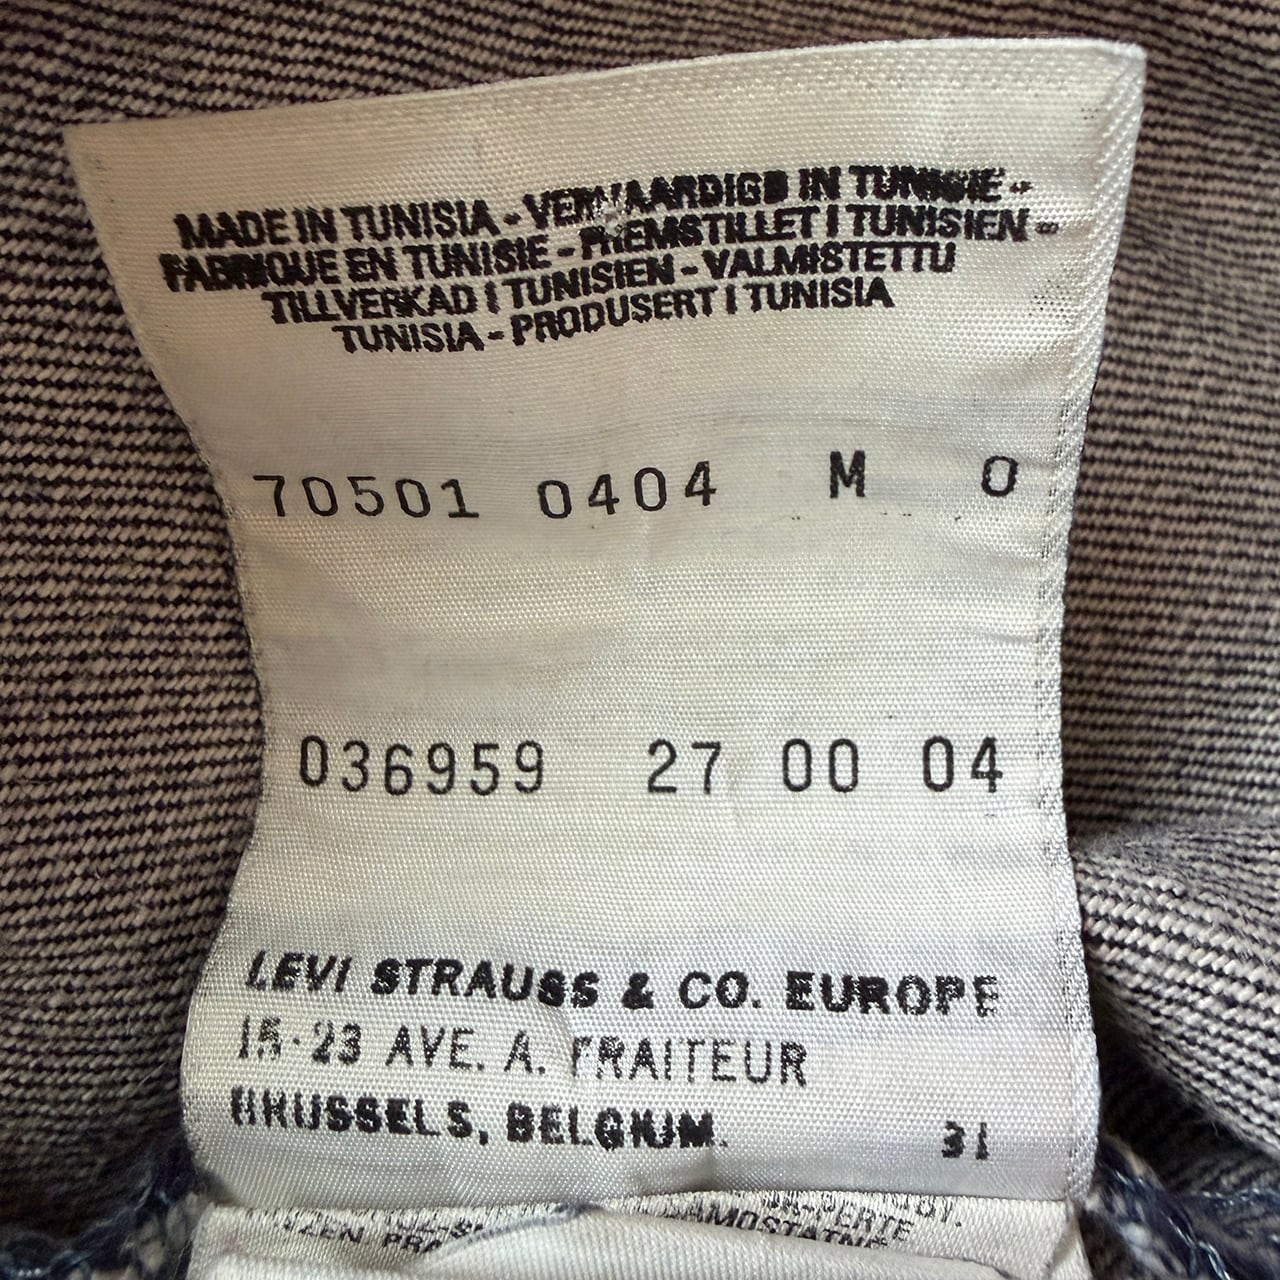 MADE IN TUNISIA - VERVAARDIGD IN TUNISIE -
FABRIQUE EN TUNISIE - FREMSTILLET I TUNISIEN -
TILLVERKAD I TUNISIEN - VALMISTETTU
TUNISIA - PRODUSERT I TUNISIA
70501 0404 M 0
036959 27 00 04
LEVI STRAUSS & CO. EUROPE
15-23 AVE. A. FRAITEUR
BRUSSELS, BELGIUM. 31